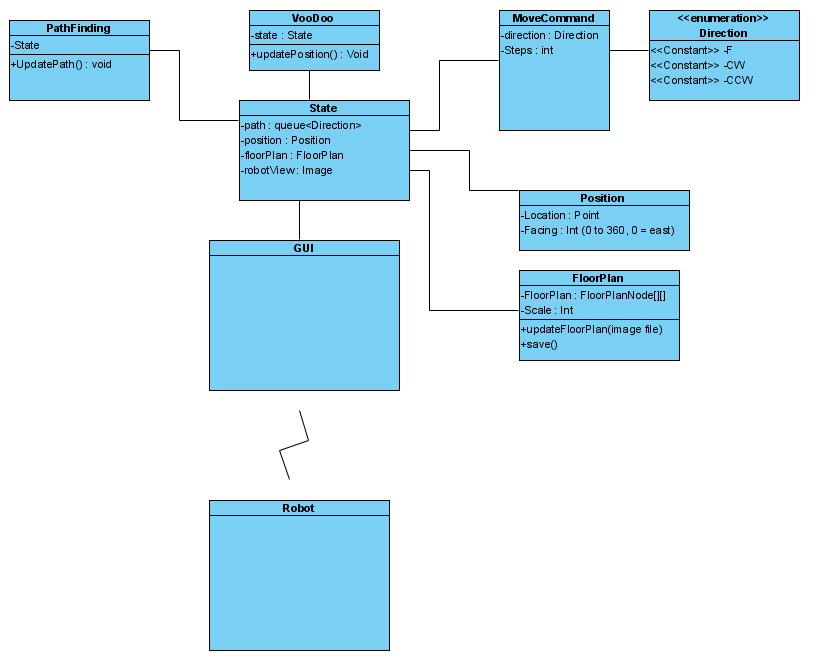 PathFinding
-State
+UpdatePath() : void
VooDoo
-state : State
+updatePosition() : Void
MoveCommand
-direction : Direction
-Steps : int
<<enumeration>>
Direction
<<Constant>> -F
<<Constant>> -CW
<<Constant>> -CCW
State
-path : queue<Direction>
-position : Position
-floorPlan : FloorPlan
-robotView : Image
Position
-Location : Point
-Facing : Int (0 to 360, 0 = east)
GUI
FloorPlan
-FloorPlan : FloorPlanNode[][]
-Scale : Int
+updateFloorPlan(image file)
+save()
Robot